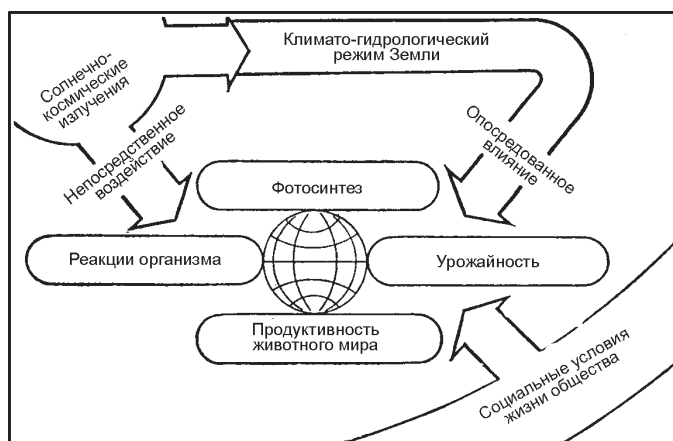 Солнечно-
космические
излучения
Климато-гидрологический
режим Земли
Непосредственное
воздействие
Опосредованное
влияние
Фотосинтез
Реакции организма
Урожайность
Продуктивность
животного мира
Социальные условия
жизни общества